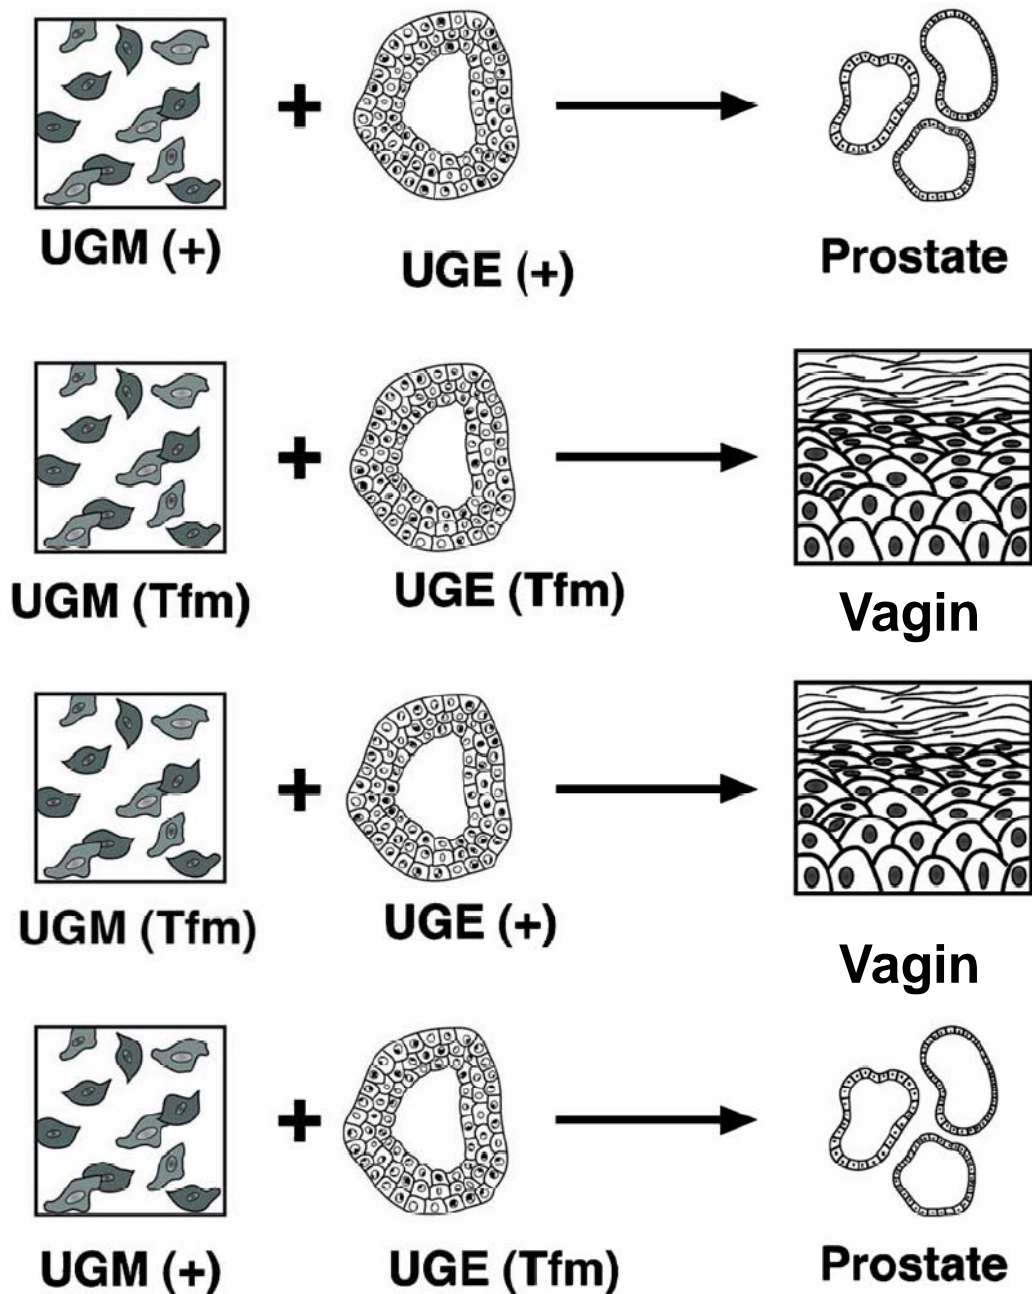 +
UGM (+)
UGE (+)
Prostate
+
UGM (Tfm)
UGE (Tfm)
Vagin
+
UGM (Tfm)
UGE (+)
Vagin
+
UGM (+)
UGE (Tfm)
Prostate